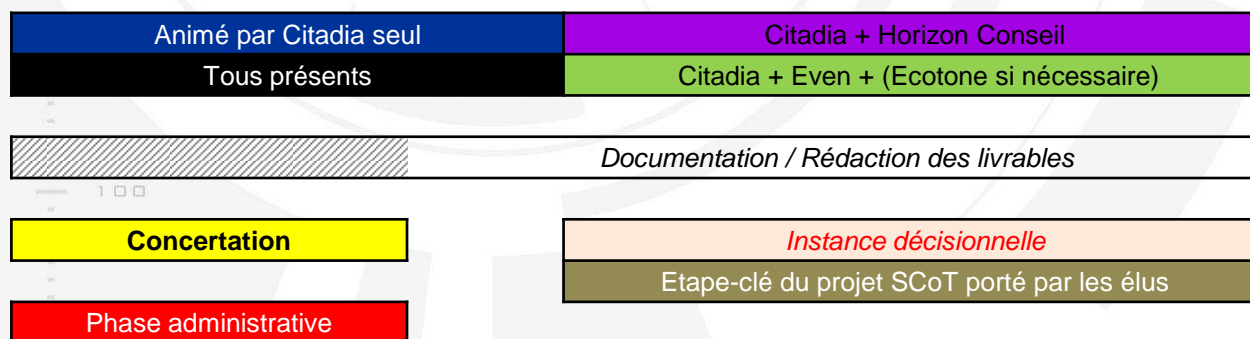 Animé par Citadia seul
Citadia + Horizon Conseil
Tous présents
Citadia + Even + (Ecotone si nécessaire)
Documentation / Rédaction des livrables
100
Concertation
Instance décisionnelle
Etape-clé du projet SCoT porté par les élus
Phase administrative